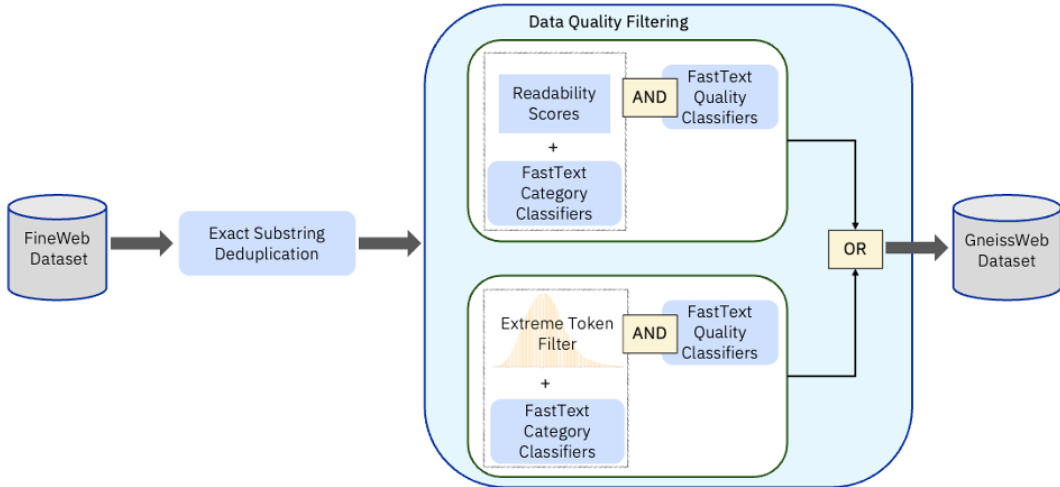 Data Quality Filtering
Readability
Scores
AND
FastText
Quality
Classifiers
+
FastText
Category
Classifiers
FineWeb
Dataset
Exact Substring
Deduplication
OR
GneissWeb
Dataset
Extreme Token
Filter
AND
FastText
Quality
Classifiers
+
FastText
Category
Classifiers